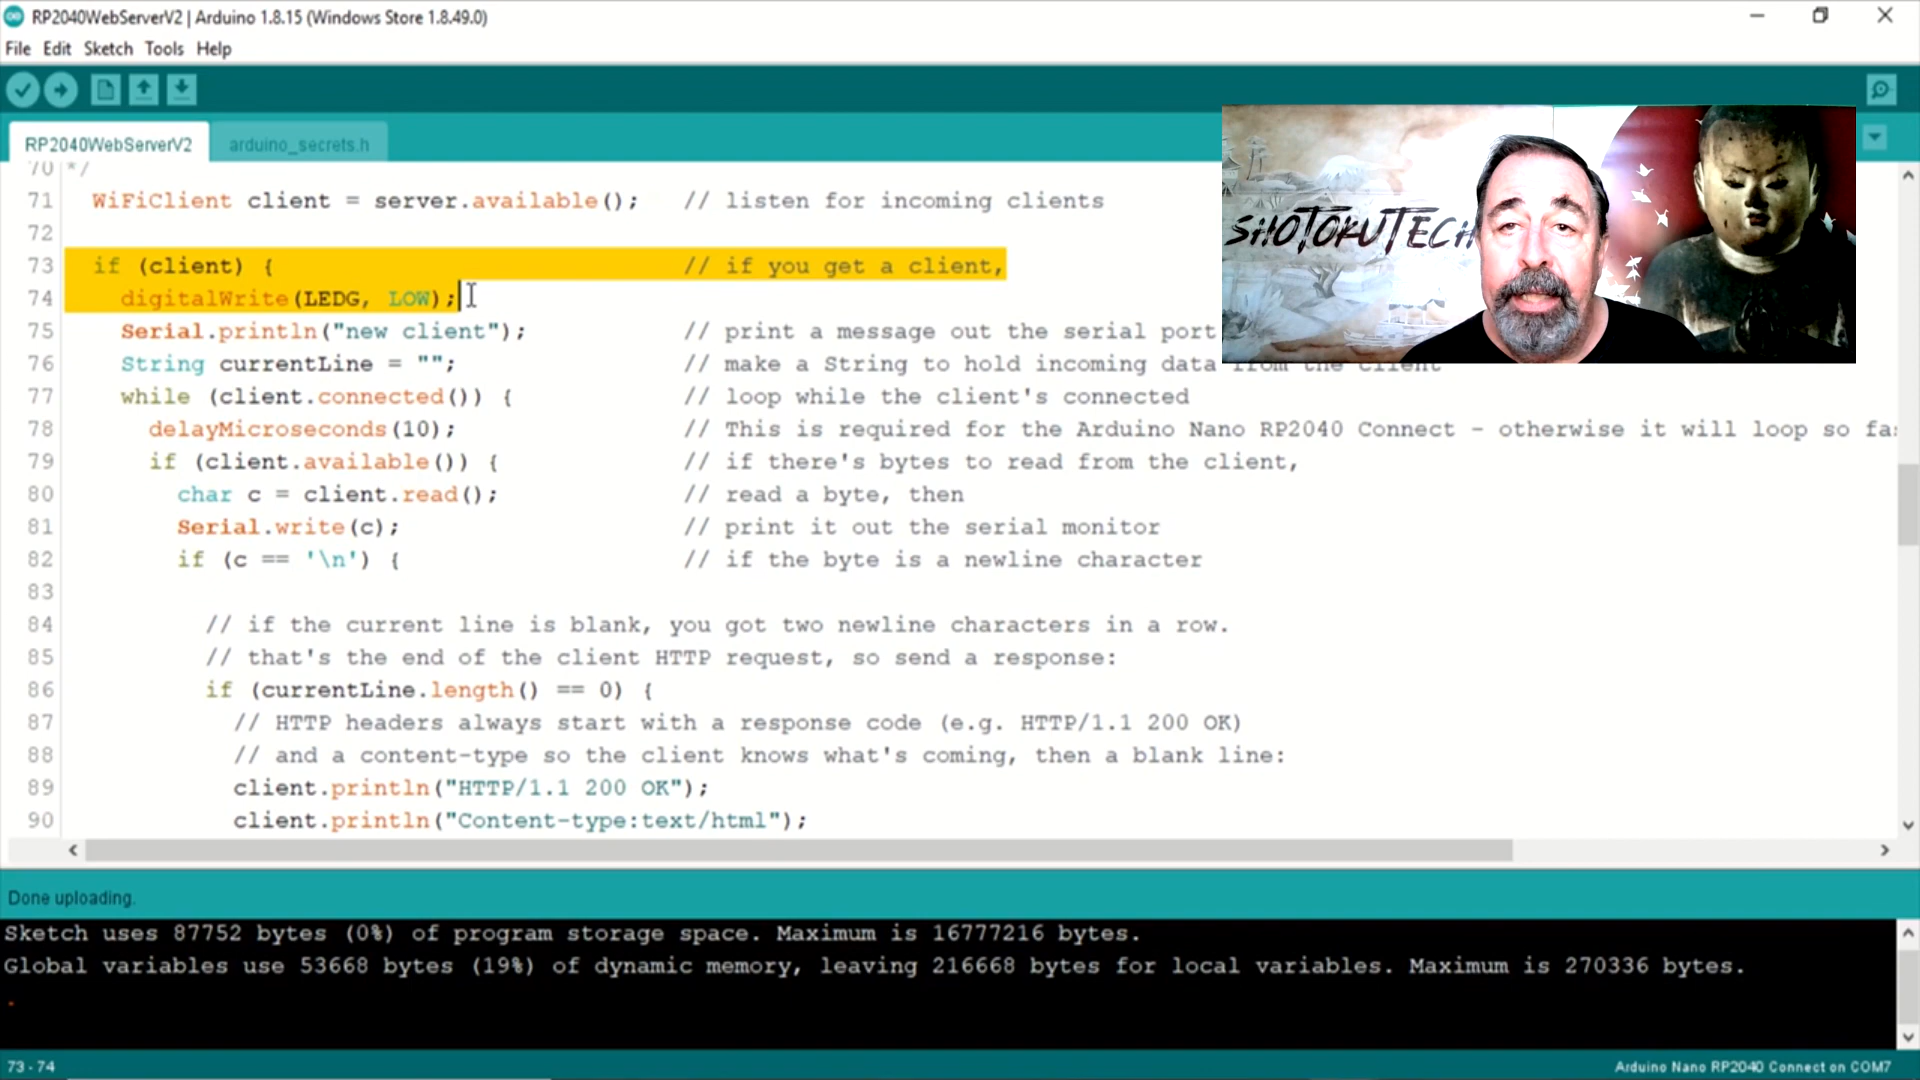 RP2040WebServerV2 | Arduino 1.8.15 (Windows Store 1.8.49.0)
File Edit Sketch Tools Help
RP2040WebServerV2 arduino_secrets.h
70 */
71 WiFiClient client = server.available(); // listen for incoming clients
72
73 if (client) { // if you get a client,
74 digitalWrite(LEDG, LOW);
75 Serial.println("new client"); // print a message out the serial port
76 String currentLine = ""; // make a String to hold incoming data from the client
77 while (client.connected()) { // loop while the client's connected
78 delayMicroseconds(10); // This is required for the Arduino Nano RP2040 Connect - otherwise it will loop so fa
79 if (client.available()) { // if there's bytes to read from the client,
80 char c = client.read(); // read a byte, then
81 Serial.write(c); // print it out the serial monitor
82 if (c == '\n') { // if the byte is a newline character
83
84 // if the current line is blank, you got two newline characters in a row.
85 // that's the end of the client HTTP request, so send a response:
86 if (currentLine.length() == 0) {
87 // HTTP headers always start with a response code (e.g. HTTP/1.1 200 OK)
88 // and a content-type so the client knows what's coming, then a blank line:
89 client.println("HTTP/1.1 200 OK");
90 client.println("Content-type:text/html");
SHOTOKUTECH
Done uploading.
Sketch uses 87752 bytes (0%) of program storage space. Maximum is 16777216 bytes.
Global variables use 53668 bytes (19%) of dynamic memory, leaving 216668 bytes for local variables. Maximum is 270336 bytes.
73 - 74 Arduino Nano RP2040 Connect on COM7